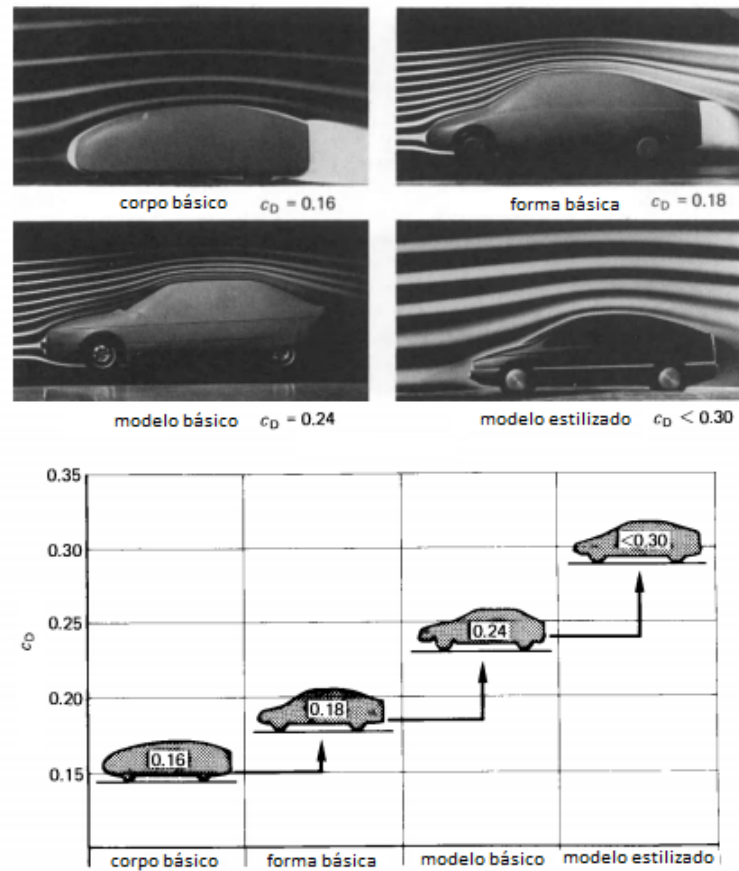 corpo básico c_D = 0.16
forma básica c_D = 0.18
modelo básico c_D = 0.24
modelo estilizado c_D < 0.30
0.35
0.30
0.25
0.20
0.15
c_D
<0.30
0.24
0.18
0.16
corpo básico
forma básica
modelo básico
modelo estilizado